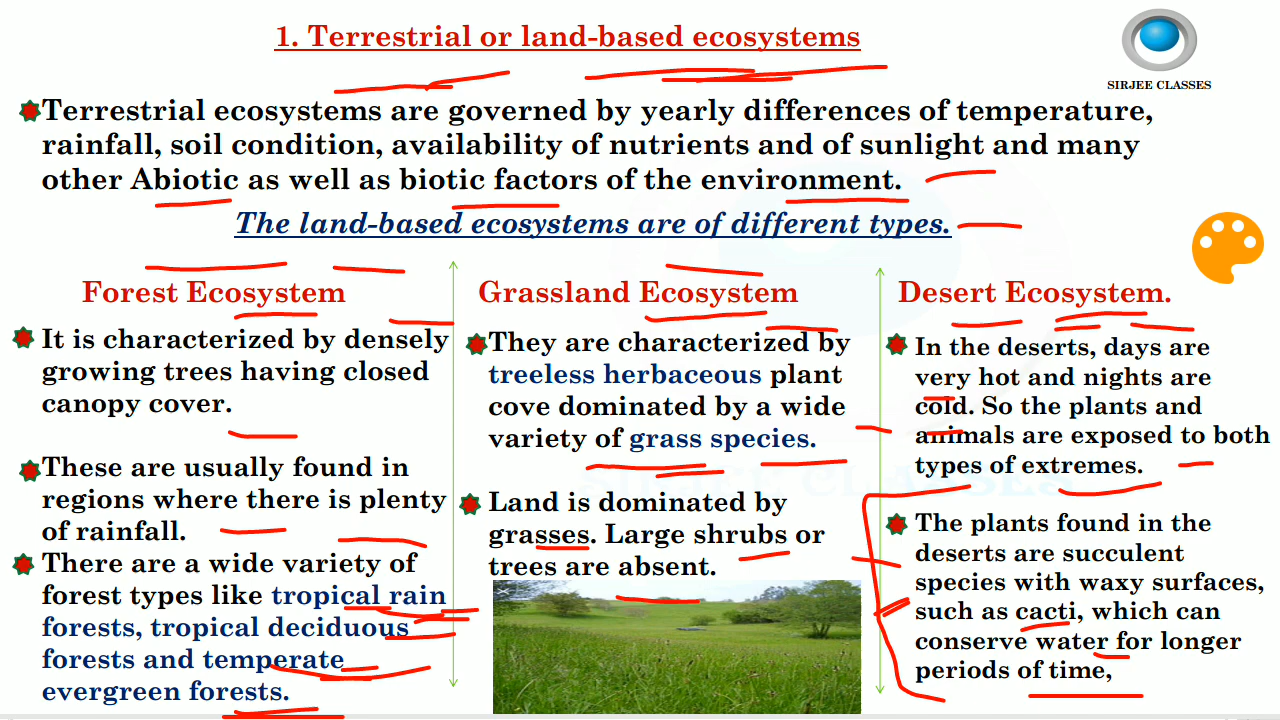 1. Terrestrial or land-based ecosystems
SIRJEE CLASSES
Terrestrial ecosystems are governed by yearly differences of temperature,
rainfall, soil condition, availability of nutrients and of sunlight and many
other Abiotic as well as biotic factors of the environment.
The land-based ecosystems are of different types.
Forest Ecosystem
It is characterized by densely
growing trees having closed
canopy cover.
These are usually found in
regions where there is plenty
of rainfall.
There are a wide variety of
forest types like tropical rain
forests, tropical deciduous
forests and temperate
evergreen forests.
Grassland Ecosystem
They are characterized by
treeless herbaceous plant
cove dominated by a wide
variety of grass species.
Land is dominated by
grasses. Large shrubs or
trees are absent.
Desert Ecosystem.
In the deserts, days are
very hot and nights are
cold. So the plants and
animals are exposed to both
types of extremes.
The plants found in the
deserts are succulent
species with waxy surfaces,
such as cacti, which can
conserve water for longer
periods of time,
SIRJEE CLASSES